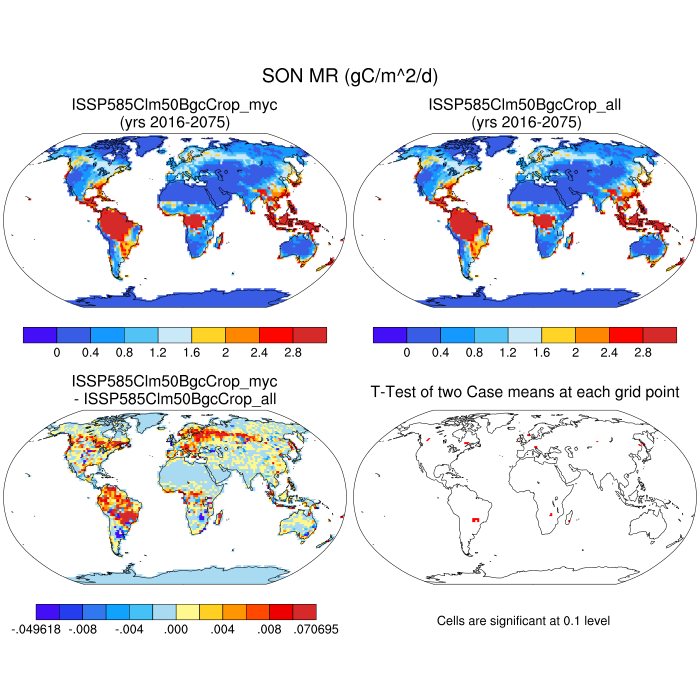 SON MR (gC/m^2/d)
ISSP585Clm50BgcCrop_myc
(yrs 2016-2075)
ISSP585Clm50BgcCrop_all
(yrs 2016-2075)
0 0.4 0.8 1.2 1.6 2 2.4 2.8
0 0.4 0.8 1.2 1.6 2 2.4 2.8
ISSP585Clm50BgcCrop_myc
- ISSP585Clm50BgcCrop_all
T-Test of two Case means at each grid point
-.049618 -.008 -.004 .000 .004 .008 .070695
Cells are significant at 0.1 level